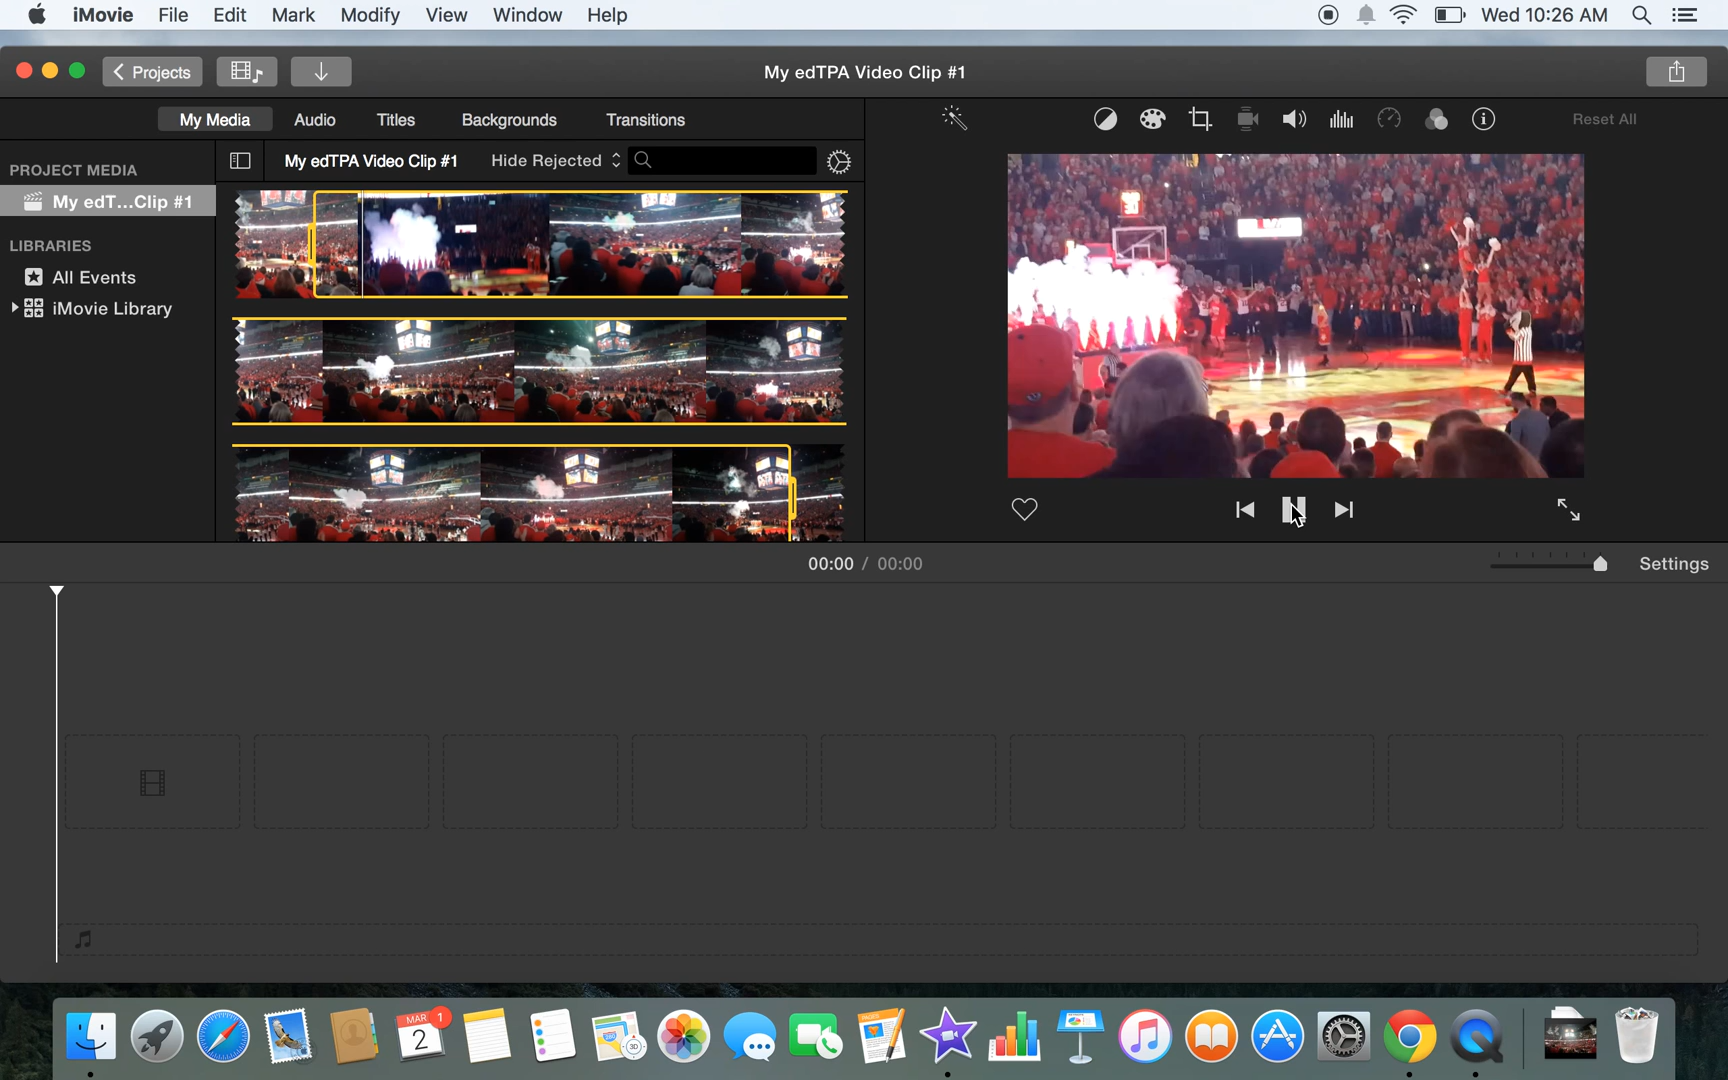 iMovie File Edit Mark Modify View Window Help Wed 10:26 AM
Projects My edTPA Video Clip #1
My Media Audio Titles Backgrounds Transitions Reset All
PROJECT MEDIA My edTPA Video Clip #1 Hide Rejected
My edT...Clip #1
LIBRARIES
All Events
iMovie Library
00:00 / 00:00 Settings
MAR 1
2
3D
PAGES